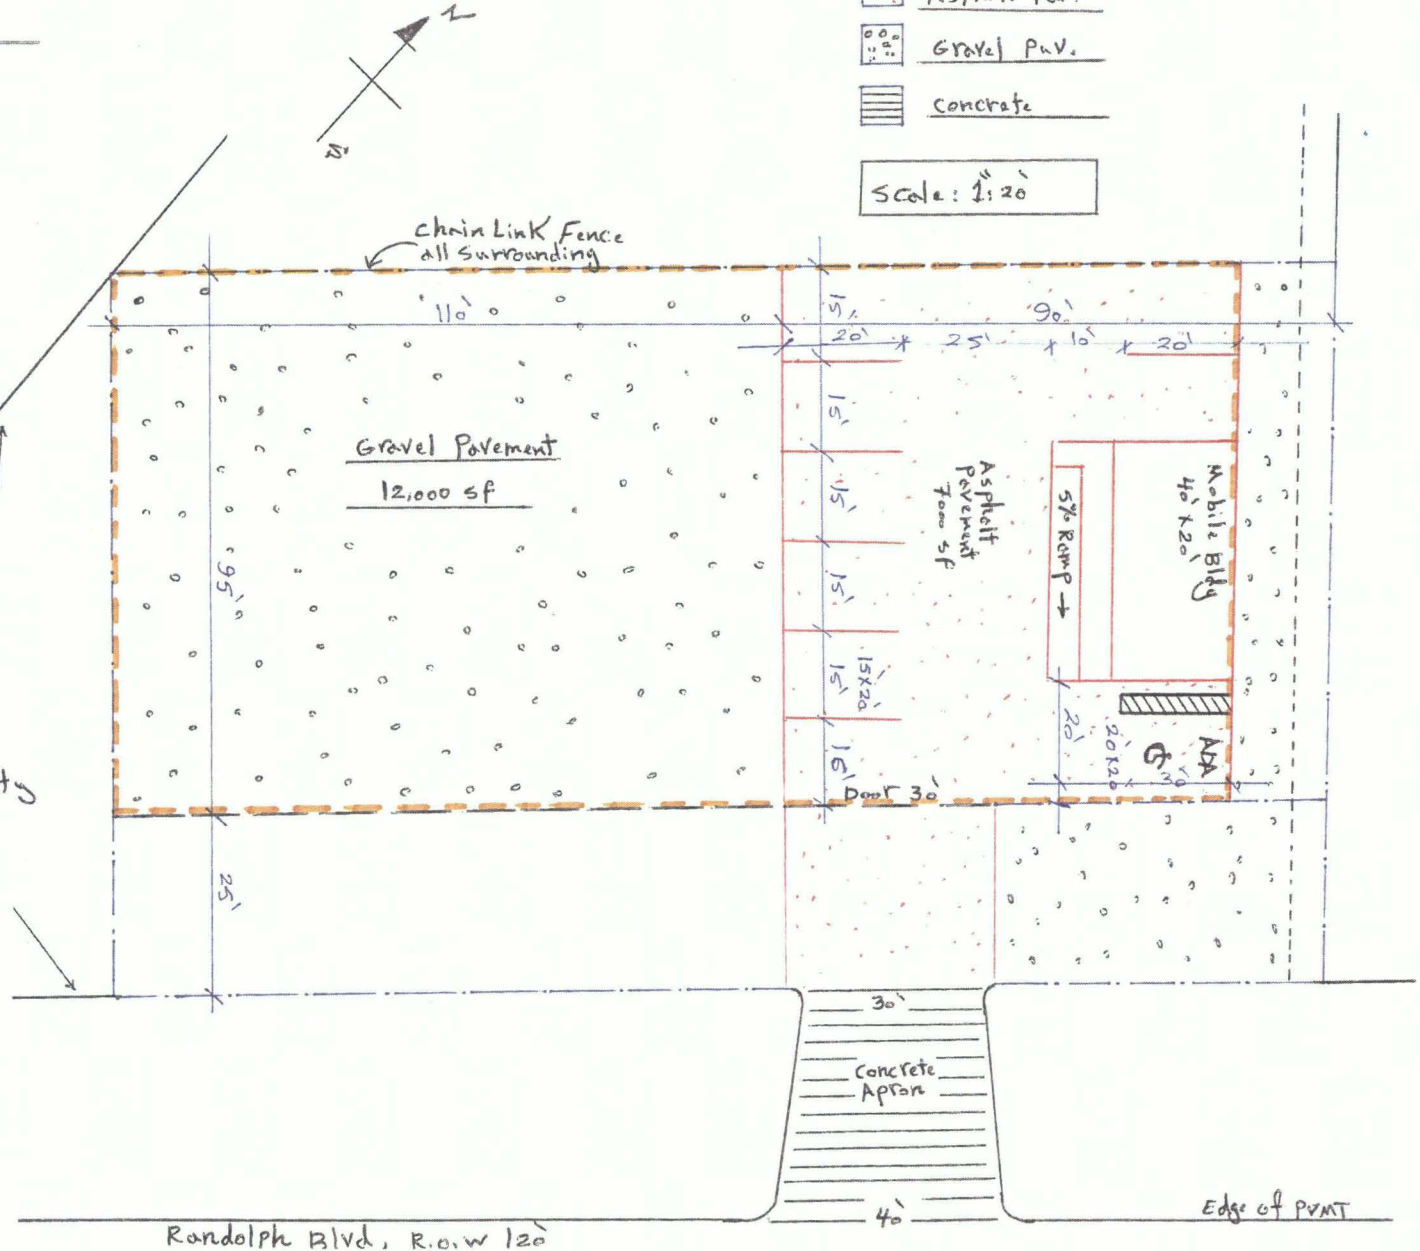 Gravel Pav.
Concrete
Scale: 1": 20'
N
S
Chain Link Fence
all Surrounding
110'
15'
90'
20'
25'
10'
20'
15'
15'
15'
15'
16'
15x20'
Gravel Pavement
12,000 sf
95'
Asphalt
pavement
7000 sf
5% Ramp →
Mobile Bldg
40'x20'
20'
20'x20'
30'
ADA
Door 30'
25'
30'
Concrete
Apron
40'
Edge of PVMT
Randolph Blvd, R.O.W 120'